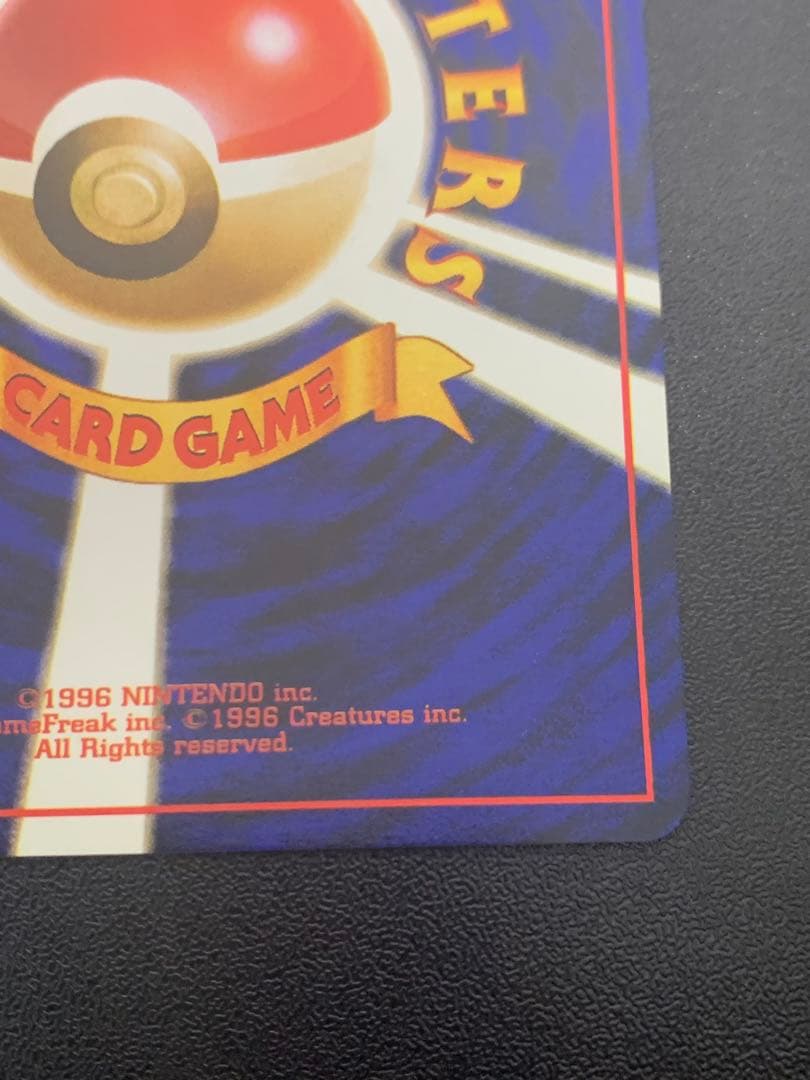 TERS
CARD GAME
©1996 NINTENDO inc.
meFreak inc. ©1996 Creatures inc.
All Rights reserved.